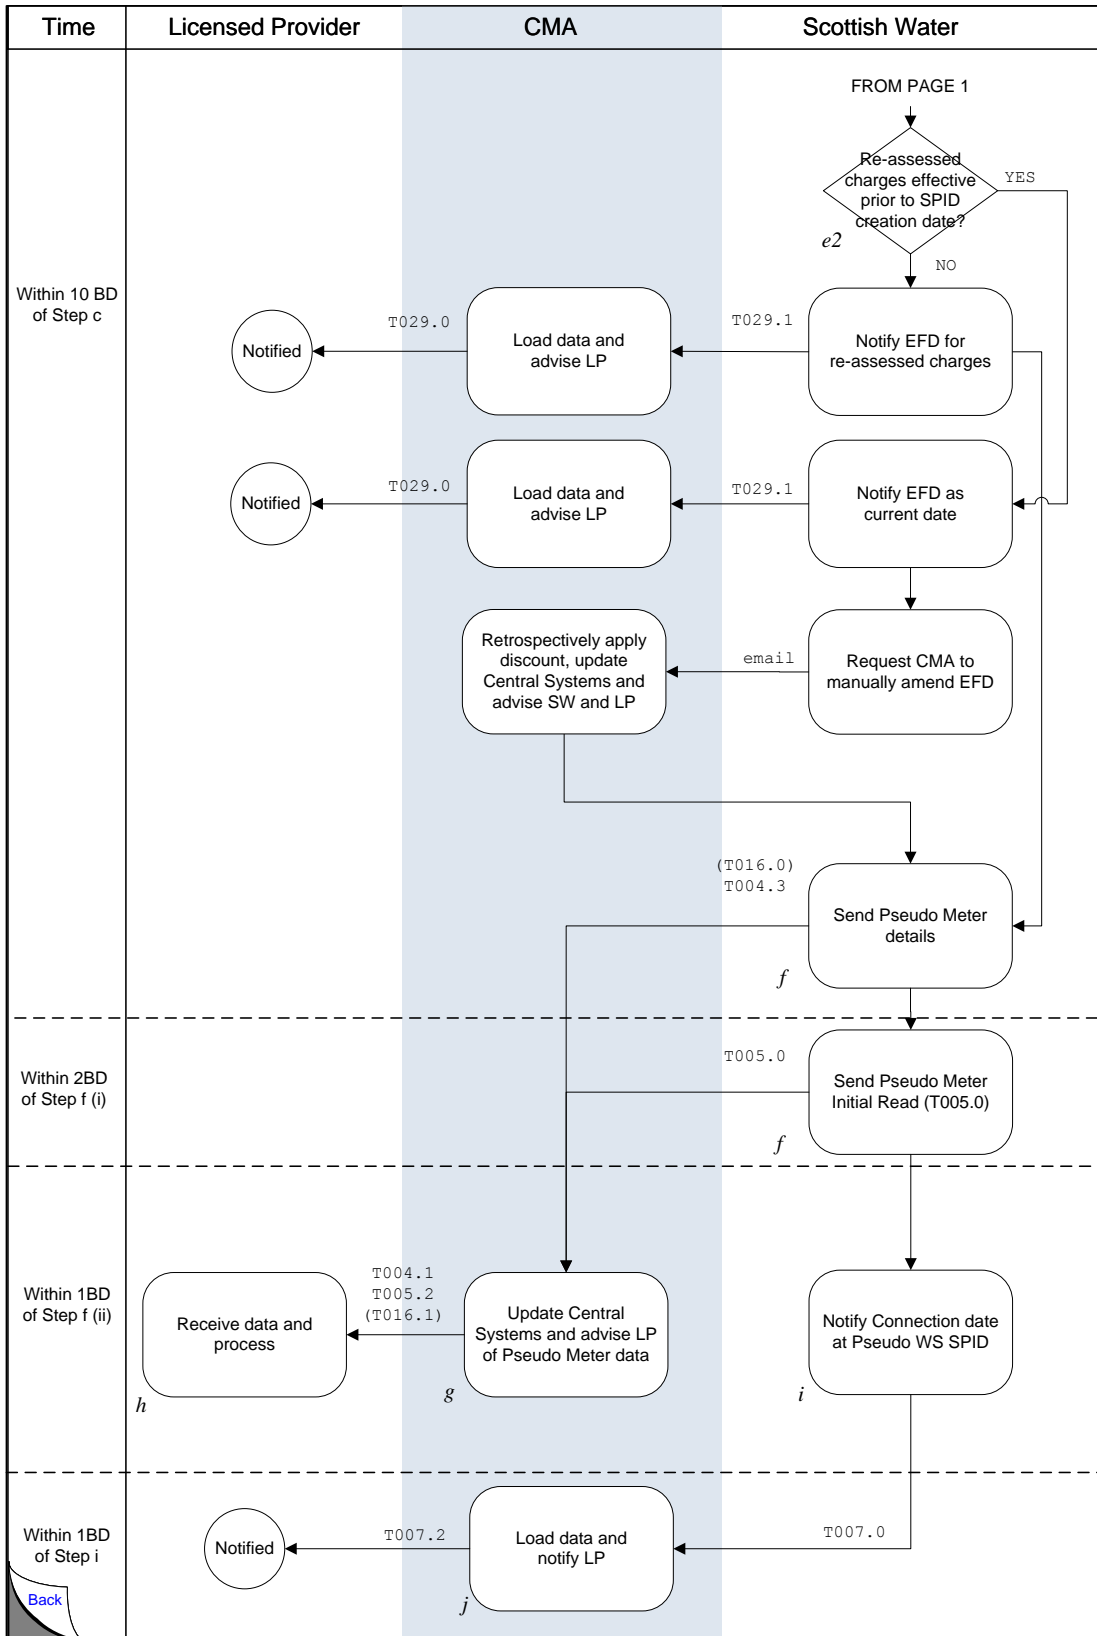 Time
Licensed Provider
CMA
Scottish Water
FROM PAGE 1
Re-assessed
charges effective
prior to SPID
creation date?
YES
e2
NO
Within 10 BD
of Step c
Notified
T029.0
Load data and
advise LP
T029.1
Notify EFD for
re-assessed charges
Notified
T029.0
Load data and
advise LP
T029.1
Notify EFD as
current date
Retrospectively apply
discount, update
Central Systems and
advise SW and LP
email
Request CMA to
manually amend EFD
(T016.0)
T004.3
Send Pseudo Meter
details
f
Within 2BD
of Step f (i)
T005.0
Send Pseudo Meter
Initial Read (T005.0)
f
Within 1BD
of Step f (ii)
Receive data and
process
h
T004.1
T005.2
(T016.1)
Update Central
Systems and advise LP
of Pseudo Meter data
g
Notify Connection date
at Pseudo WS SPID
i
Within 1BD
of Step i
Notified
T007.2
Load data and
notify LP
j
T007.0
Back